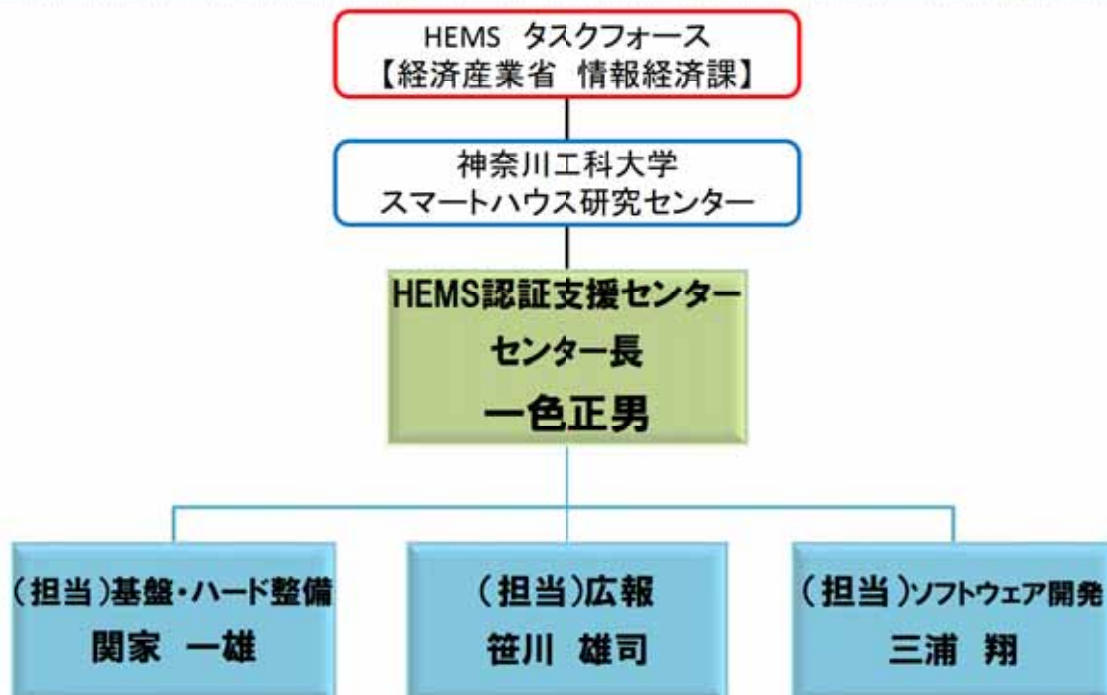 HEMS タスクフォース
【経済産業省 情報経済課】
神奈川工科大学
スマートハウス研究センター
HEMS認証支援センター
センター長
一色正男
(担当)基盤・ハード整備
関家 一雄
(担当)広報
笹川 雄司
(担当)ソフトウェア開発
三浦 翔